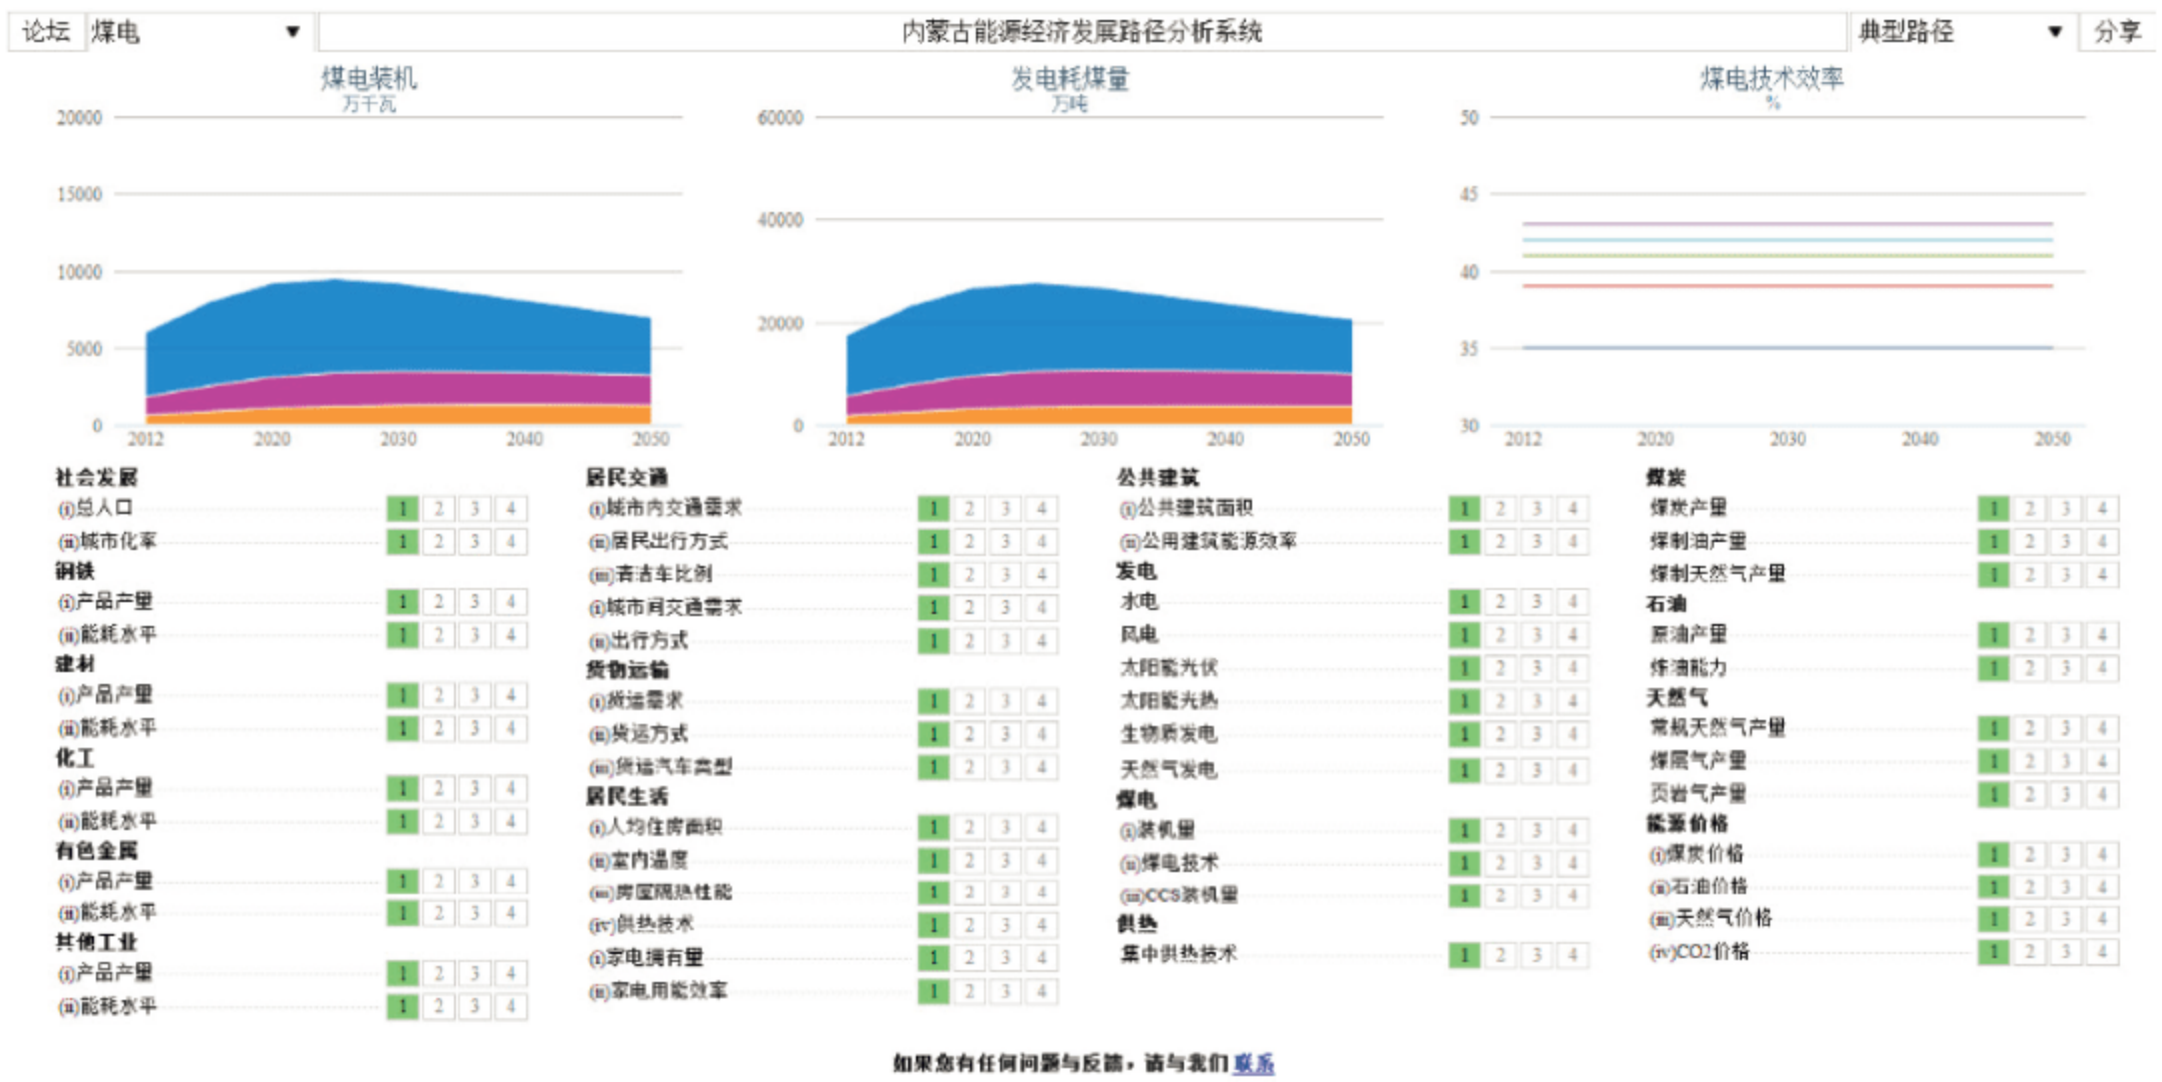 论坛 煤电 内蒙古能源经济发展路径分析系统 典型路径 分享
煤电装机
万千瓦
20000
15000
10000
5000
0
2012 2020 2030 2040 2050
发电耗煤量
万吨
60000
40000
20000
0
2012 2020 2030 2040 2050
煤电技术效率
%
50
45
40
35
30
2012 2020 2030 2040 2050
社会发展
(i)总人口 1 2 3 4
(ii)城市化率 1 2 3 4
钢铁
(i)产品产量 1 2 3 4
(ii)能耗水平 1 2 3 4
建材
(i)产品产量 1 2 3 4
(ii)能耗水平 1 2 3 4
化工
(i)产品产量 1 2 3 4
(ii)能耗水平 1 2 3 4
有色金属
(i)产品产量 1 2 3 4
(ii)能耗水平 1 2 3 4
其他工业
(i)产品产量 1 2 3 4
(ii)能耗水平 1 2 3 4
居民交通
(i)城市内交通需求 1 2 3 4
(ii)居民出行方式 1 2 3 4
(iii)清洁车比例 1 2 3 4
(i)城市间交通需求 1 2 3 4
(ii)出行方式 1 2 3 4
货物运输
(i)货运需求 1 2 3 4
(ii)货运方式 1 2 3 4
(iii)货运汽车类型 1 2 3 4
居民生活
(i)人均住房面积 1 2 3 4
(ii)室内温度 1 2 3 4
(iii)房屋隔热性能 1 2 3 4
(iv)供热技术 1 2 3 4
(i)家电拥有量 1 2 3 4
(ii)家电用能效率 1 2 3 4
公共建筑
(i)公共建筑面积 1 2 3 4
(ii)公用建筑能源效率 1 2 3 4
发电
水电 1 2 3 4
风电 1 2 3 4
太阳能光伏 1 2 3 4
太阳能光热 1 2 3 4
生物质发电 1 2 3 4
天然气发电 1 2 3 4
煤电
(i)装机量 1 2 3 4
(ii)煤电技术 1 2 3 4
(iii)CCS装机量 1 2 3 4
供热
集中供热技术 1 2 3 4
煤炭
煤炭产量 1 2 3 4
煤制油产量 1 2 3 4
煤制天然气产量 1 2 3 4
石油
原油产量 1 2 3 4
炼油能力 1 2 3 4
天然气
常规天然气产量 1 2 3 4
煤层气产量 1 2 3 4
页岩气产量 1 2 3 4
能源价格
(i)煤炭价格 1 2 3 4
(ii)石油价格 1 2 3 4
(iii)天然气价格 1 2 3 4
(iv)CO2价格 1 2 3 4
如果您有任何问题与反馈，请与我们 联系